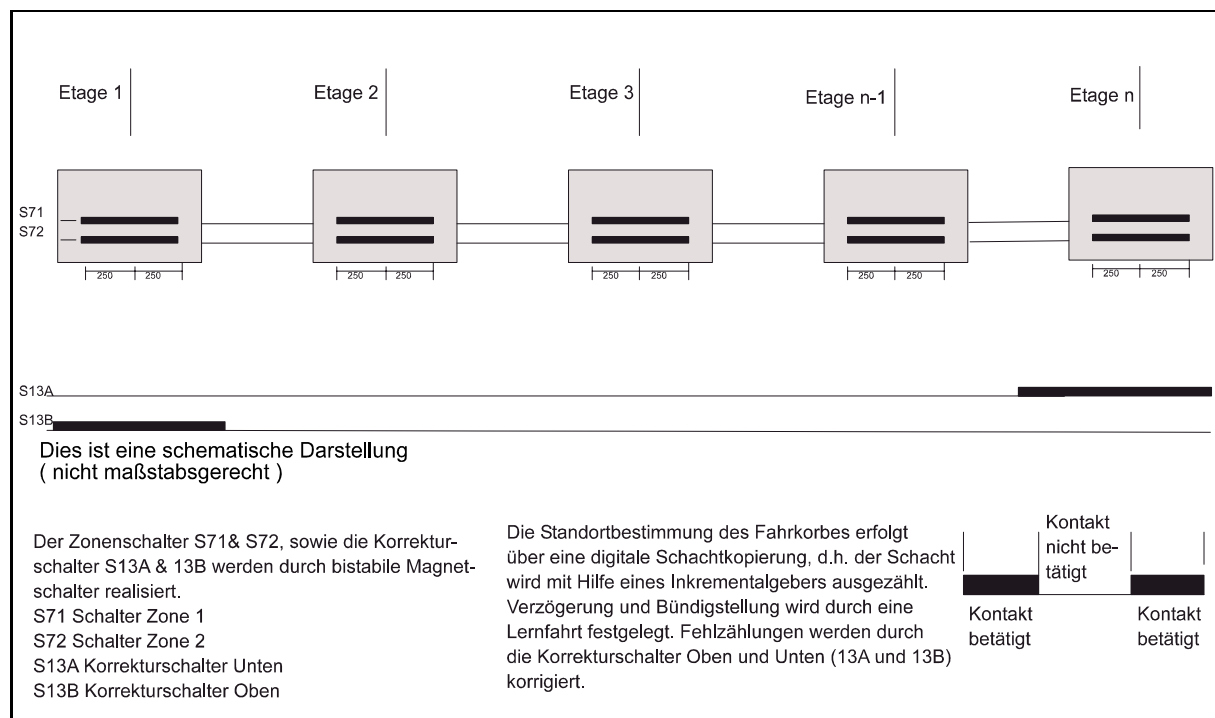 Etage 1
Etage 2
Etage 3
Etage n-1
Etage n
S71
S72
250 250
250 250
250 250
250 250
250 250
S13A
S13B
Dies ist eine schematische Darstellung
( nicht maßstabsgerecht )
Der Zonenschalter S71& S72, sowie die Korrektur-
schalter S13A & 13B werden durch bistabile Magnet-
schalter realisiert.
S71 Schalter Zone 1
S72 Schalter Zone 2
S13A Korrekturschalter Unten
S13B Korrekturschalter Oben
Die Standortbestimmung des Fahrkorbes erfolgt
über eine digitale Schachtkopierung, d.h. der Schacht
wird mit Hilfe eines Inkrementalgebers ausgezählt.
Verzögerung und Bündigstellung wird durch eine
Lernfahrt festgelegt. Fehlzählungen werden durch
die Korrekturschalter Oben und Unten (13A und 13B)
korrigiert.
Kontakt
nicht be-
tätigt
Kontakt
betätigt
Kontakt
betätigt